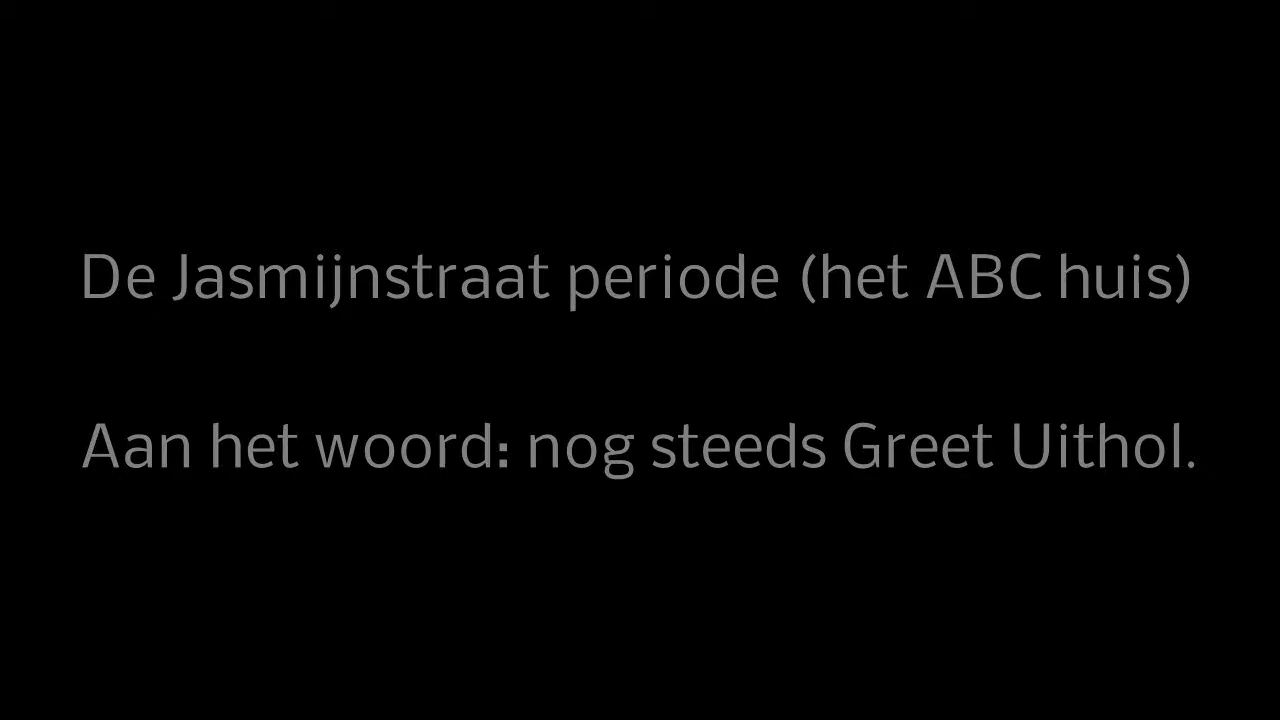 De Jasmijnstraat periode (het ABC huis)
Aan het woord: nog steeds Greet Uithol.